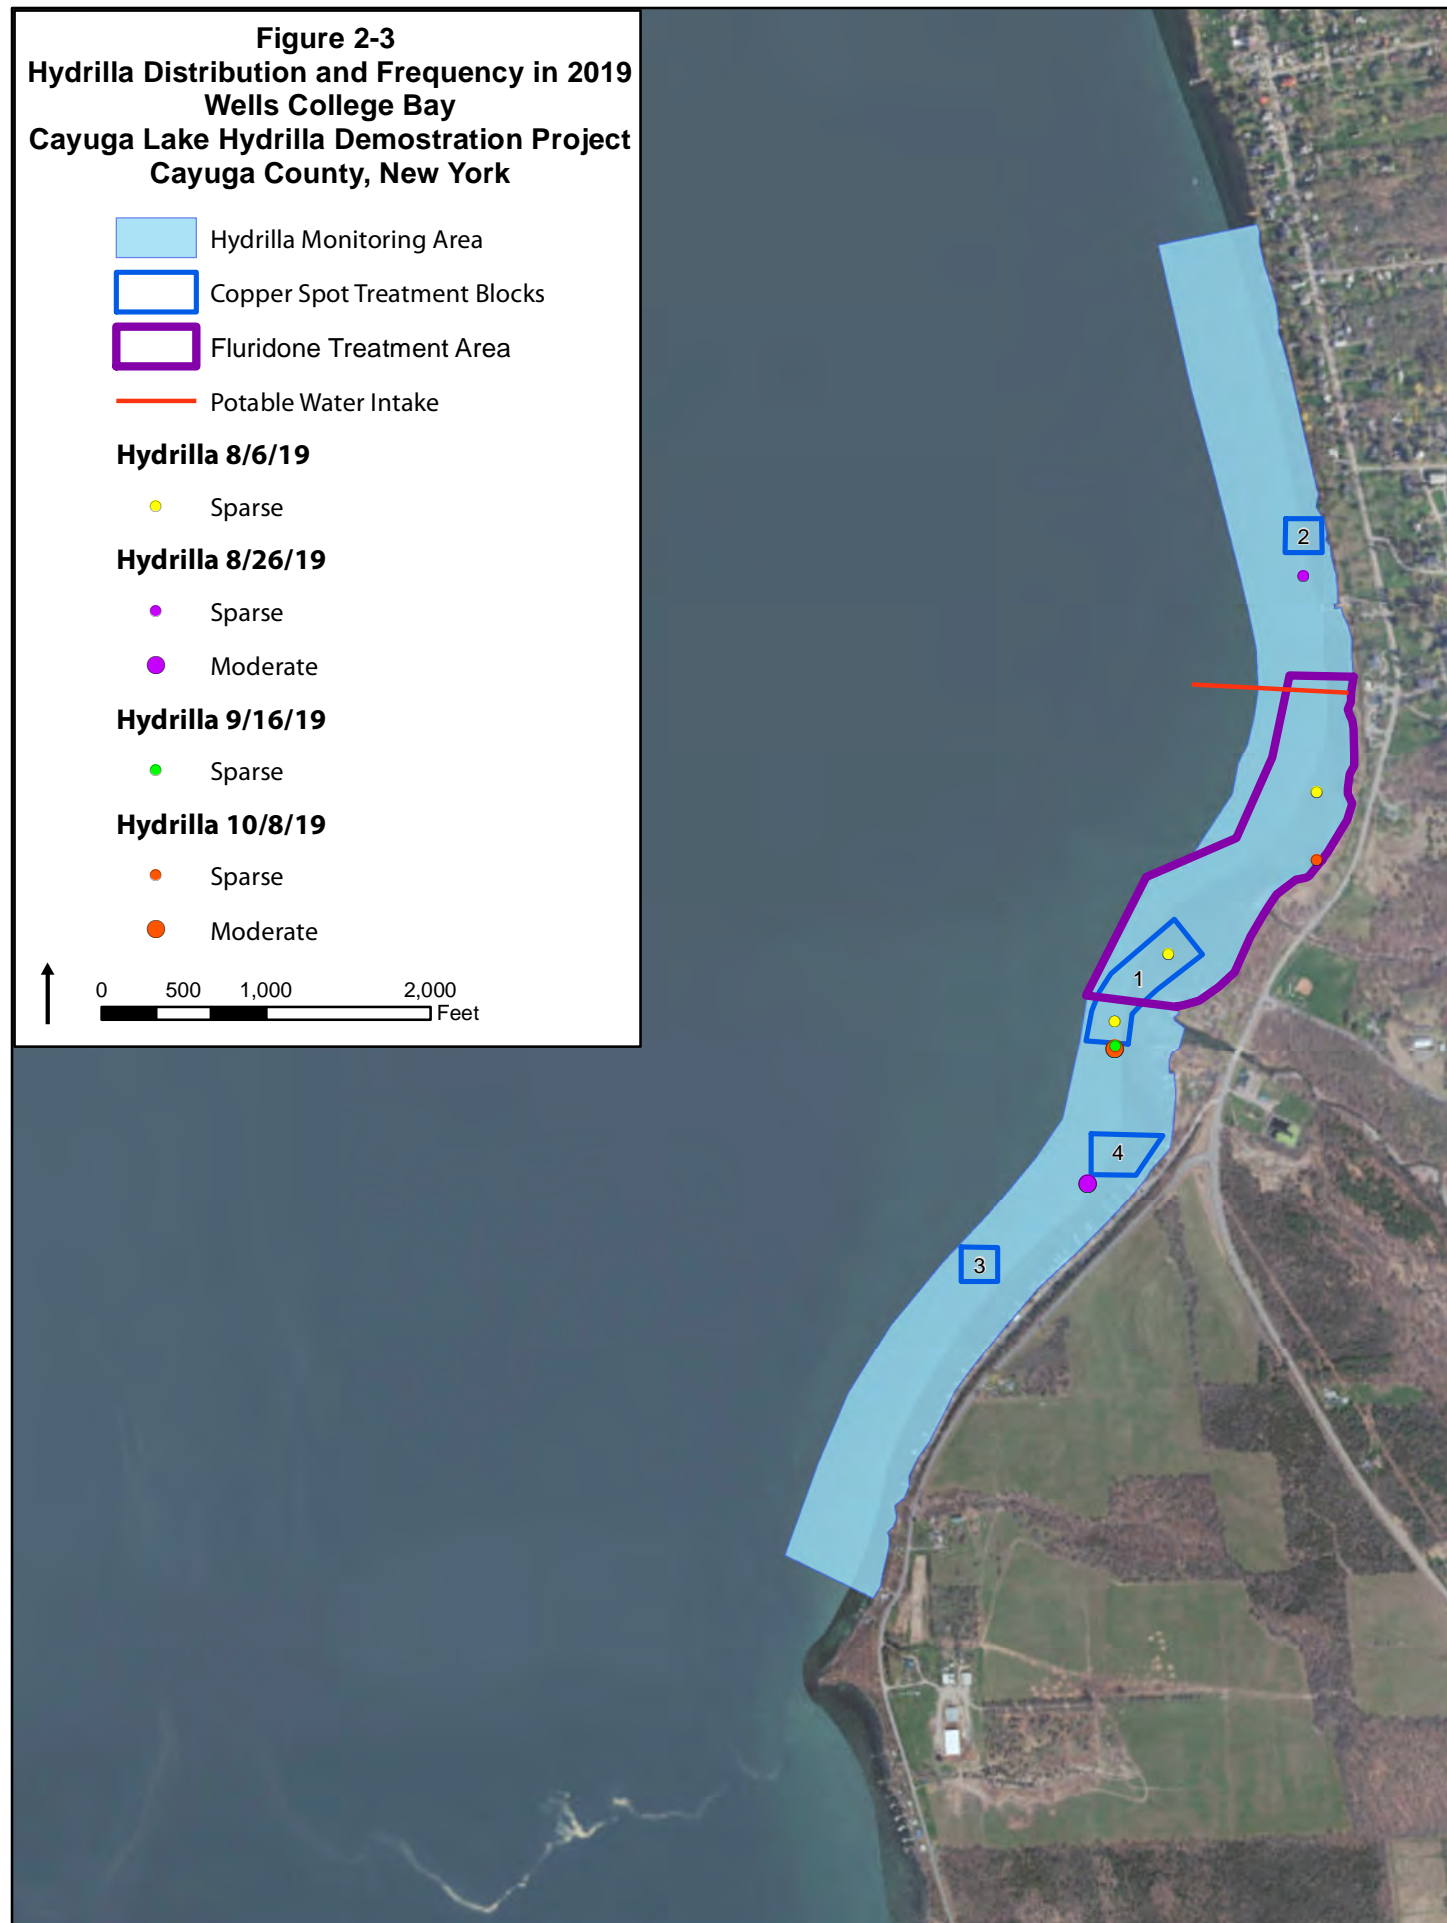 Figure 2-3
Hydrilla Distribution and Frequency in 2019
Wells College Bay
Cayuga Lake Hydrilla Demostration Project
Cayuga County, New York
Hydrilla Monitoring Area
Copper Spot Treatment Blocks
Fluridone Treatment Area
Potable Water Intake
Hydrilla 8/6/19
Sparse
Hydrilla 8/26/19
Sparse
Moderate
Hydrilla 9/16/19
Sparse
Hydrilla 10/8/19
Sparse
Moderate
0 500 1,000 2,000
Feet
2
1
4
3